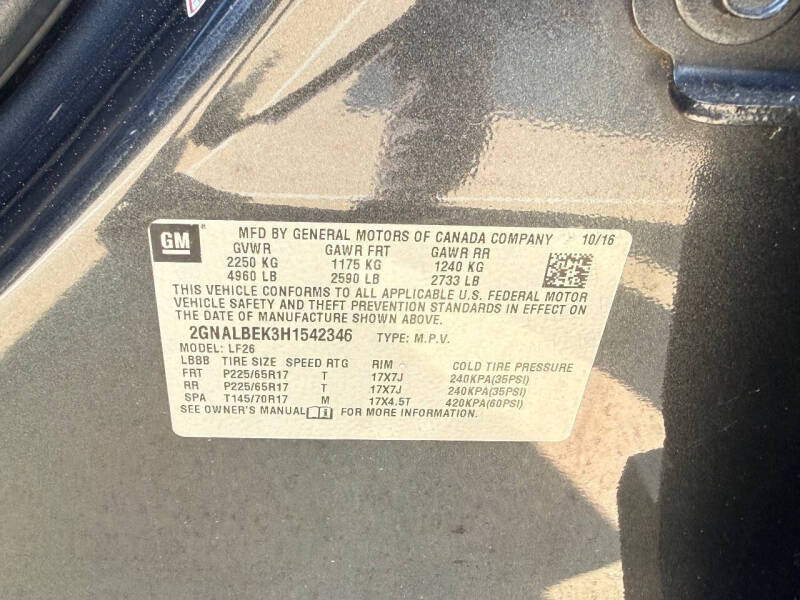 GM
MFD BY GENERAL MOTORS OF CANADA COMPANY 10/16
GVWR GAWR FRT GAWR RR
2250 KG 1175 KG 1240 KG
4960 LB 2590 LB 2733 LB
THIS VEHICLE CONFORMS TO ALL APPLICABLE U.S. FEDERAL MOTOR
VEHICLE SAFETY AND THEFT PREVENTION STANDARDS IN EFFECT ON
THE DATE OF MANUFACTURE SHOWN ABOVE.
2GNALBEK3H1542346 TYPE: M.P.V.
MODEL: LF26
LBBB TIRE SIZE SPEED RTG RIM COLD TIRE PRESSURE
FRT P225/65R17 T 17X7J 240KPA(35PSI)
RR P225/65R17 T 17X7J 240KPA(35PSI)
SPA T145/70R17 M 17X4.5T 420KPA(60PSI)
SEE OWNER'S MANUAL FOR MORE INFORMATION.